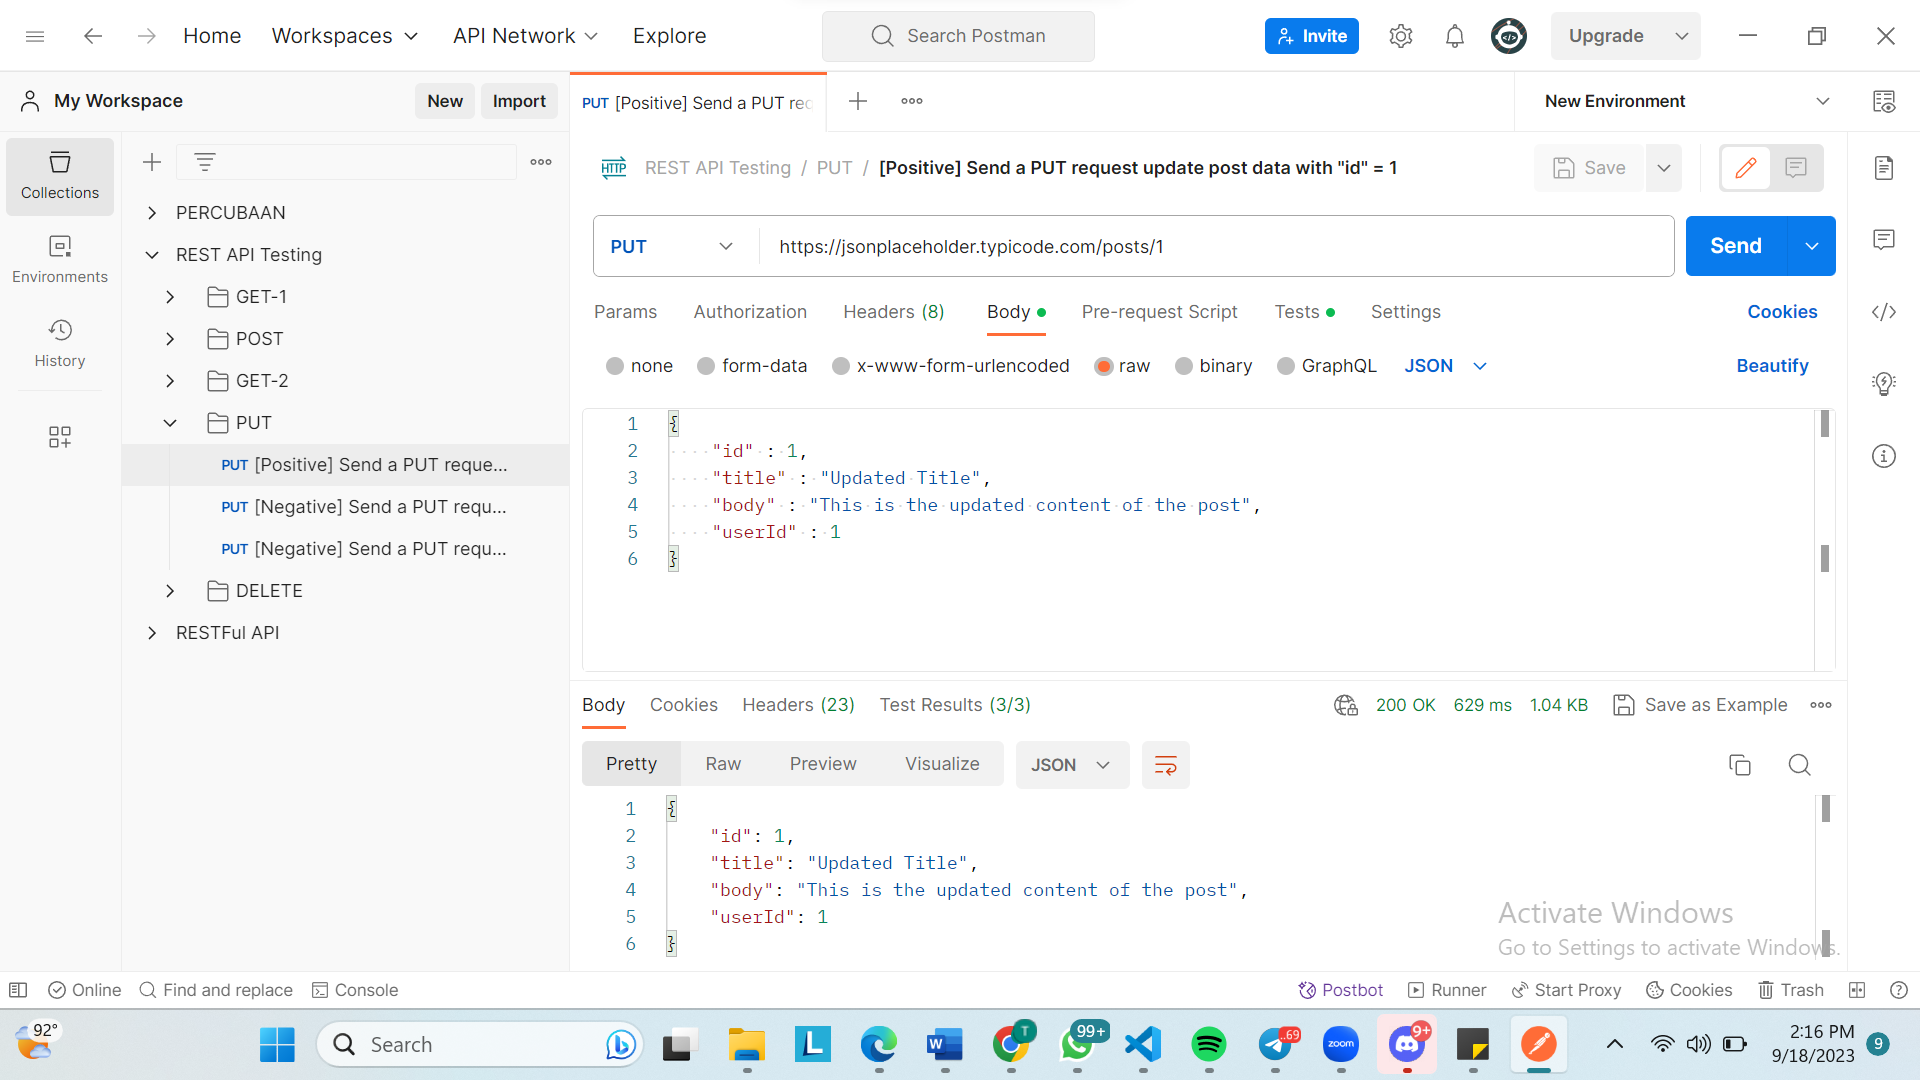 Home Workspaces API Network Explore Search Postman Invite Upgrade
My Workspace New Import PUT [Positive] Send a PUT rec New Environment
Collections
Environments
History
PERCUBAAN
REST API Testing
GET-1
POST
GET-2
PUT
PUT [Positive] Send a PUT reque...
PUT [Negative] Send a PUT requ...
PUT [Negative] Send a PUT requ...
DELETE
RESTFul API
HTTP REST API Testing / PUT / [Positive] Send a PUT request update post data with "id" = 1 Save
PUT https://jsonplaceholder.typicode.com/posts/1 Send
Params Authorization Headers (8) Body Pre-request Script Tests Settings Cookies
none form-data x-www-form-urlencoded raw binary GraphQL JSON Beautify
1 {
2 "id" : 1,
3 "title" : "Updated Title",
4 "body" : "This is the updated content of the post",
5 "userId" : 1
6 }
Body Cookies Headers (23) Test Results (3/3) 200 OK 629 ms 1.04 KB Save as Example
Pretty Raw Preview Visualize JSON
1 {
2 "id": 1,
3 "title": "Updated Title",
4 "body": "This is the updated content of the post",
5 "userId": 1
6 }
Activate Windows
Go to Settings to activate Windows.
Online Find and replace Console Postbot Runner Start Proxy Cookies Trash
92° Search L W T 99+ .69 zoom 9+ 2:16 PM
9/18/2023 9